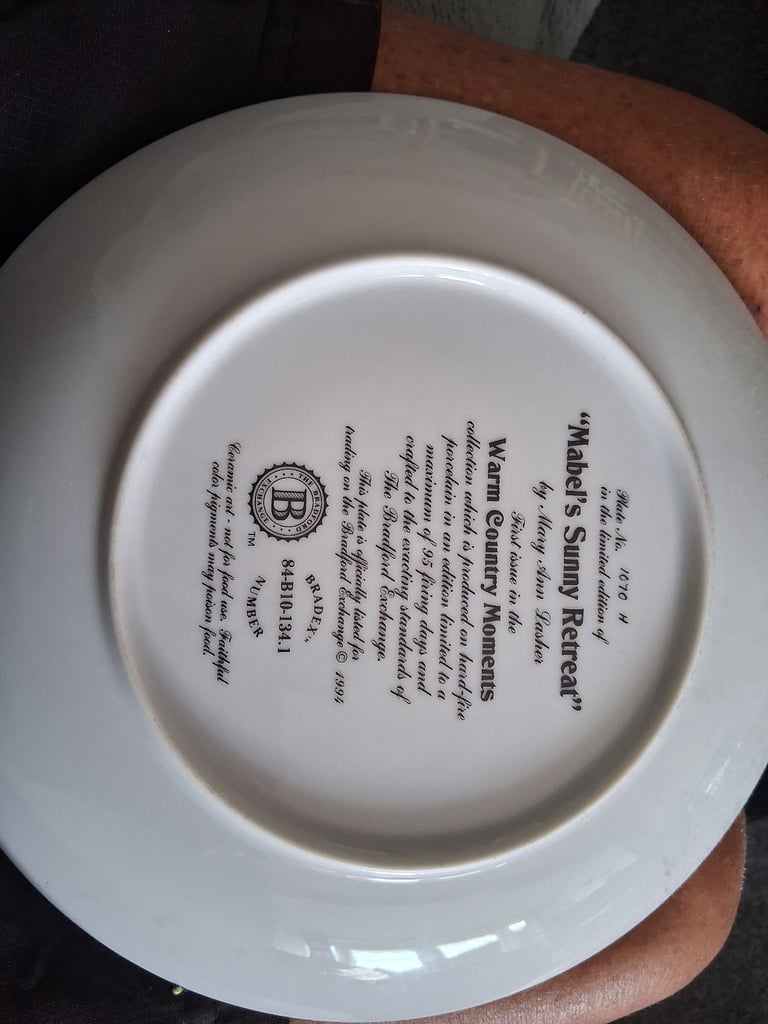 Plate No. 1070 H
in the limited edition of
"Mabel's Sunny Retreat"
by Mary Ann Lasher
First issue in the
Warm Country Moments
collection which is produced on hard-fire
porcelain in an edition limited to a
maximum of 95 firing days and
crafted to the exacting standards of
The Bradford Exchange.
This plate is officially listed for
trading on the Bradford Exchange © 1994
THE BRADFORD
EXCHANGE
B
TM
BRADEX
84-B10-134.1
NUMBER
Ceramic art - not for food use. Faithful
color pigments may poison food.